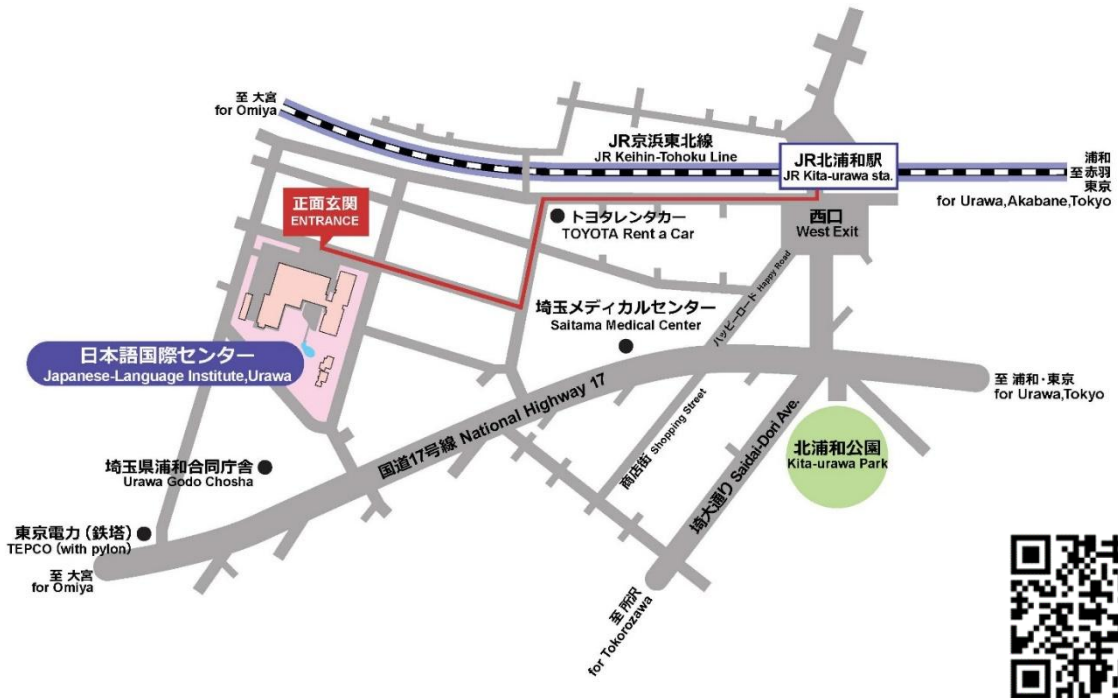 至 大宮
for Omiya
JR京浜東北線
JR Keihin-Tohoku Line
JR北浦和駅
JR Kita-urawa sta.
浦和
至赤羽
東京
for Urawa,Akabane,Tokyo
正面玄関
ENTRANCE
トヨタレンタカー
TOYOTA Rent a Car
西口
West Exit
ハッピーロード Happy Road
埼玉メディカルセンター
Saitama Medical Center
日本語国際センター
Japanese-Language Institute,Urawa
国道17号線 National Highway 17
至 浦和・東京
for Urawa,Tokyo
商店街 Shopping Street
埼大通り Saidai-Dori Ave.
北浦和公園
Kita-urawa Park
埼玉県浦和合同庁舎
Urawa Godo Chosha
東京電力(鉄塔)
TEPCO (with pylon)
至 大宮
for Omiya
至 所沢
for Tokorozawa